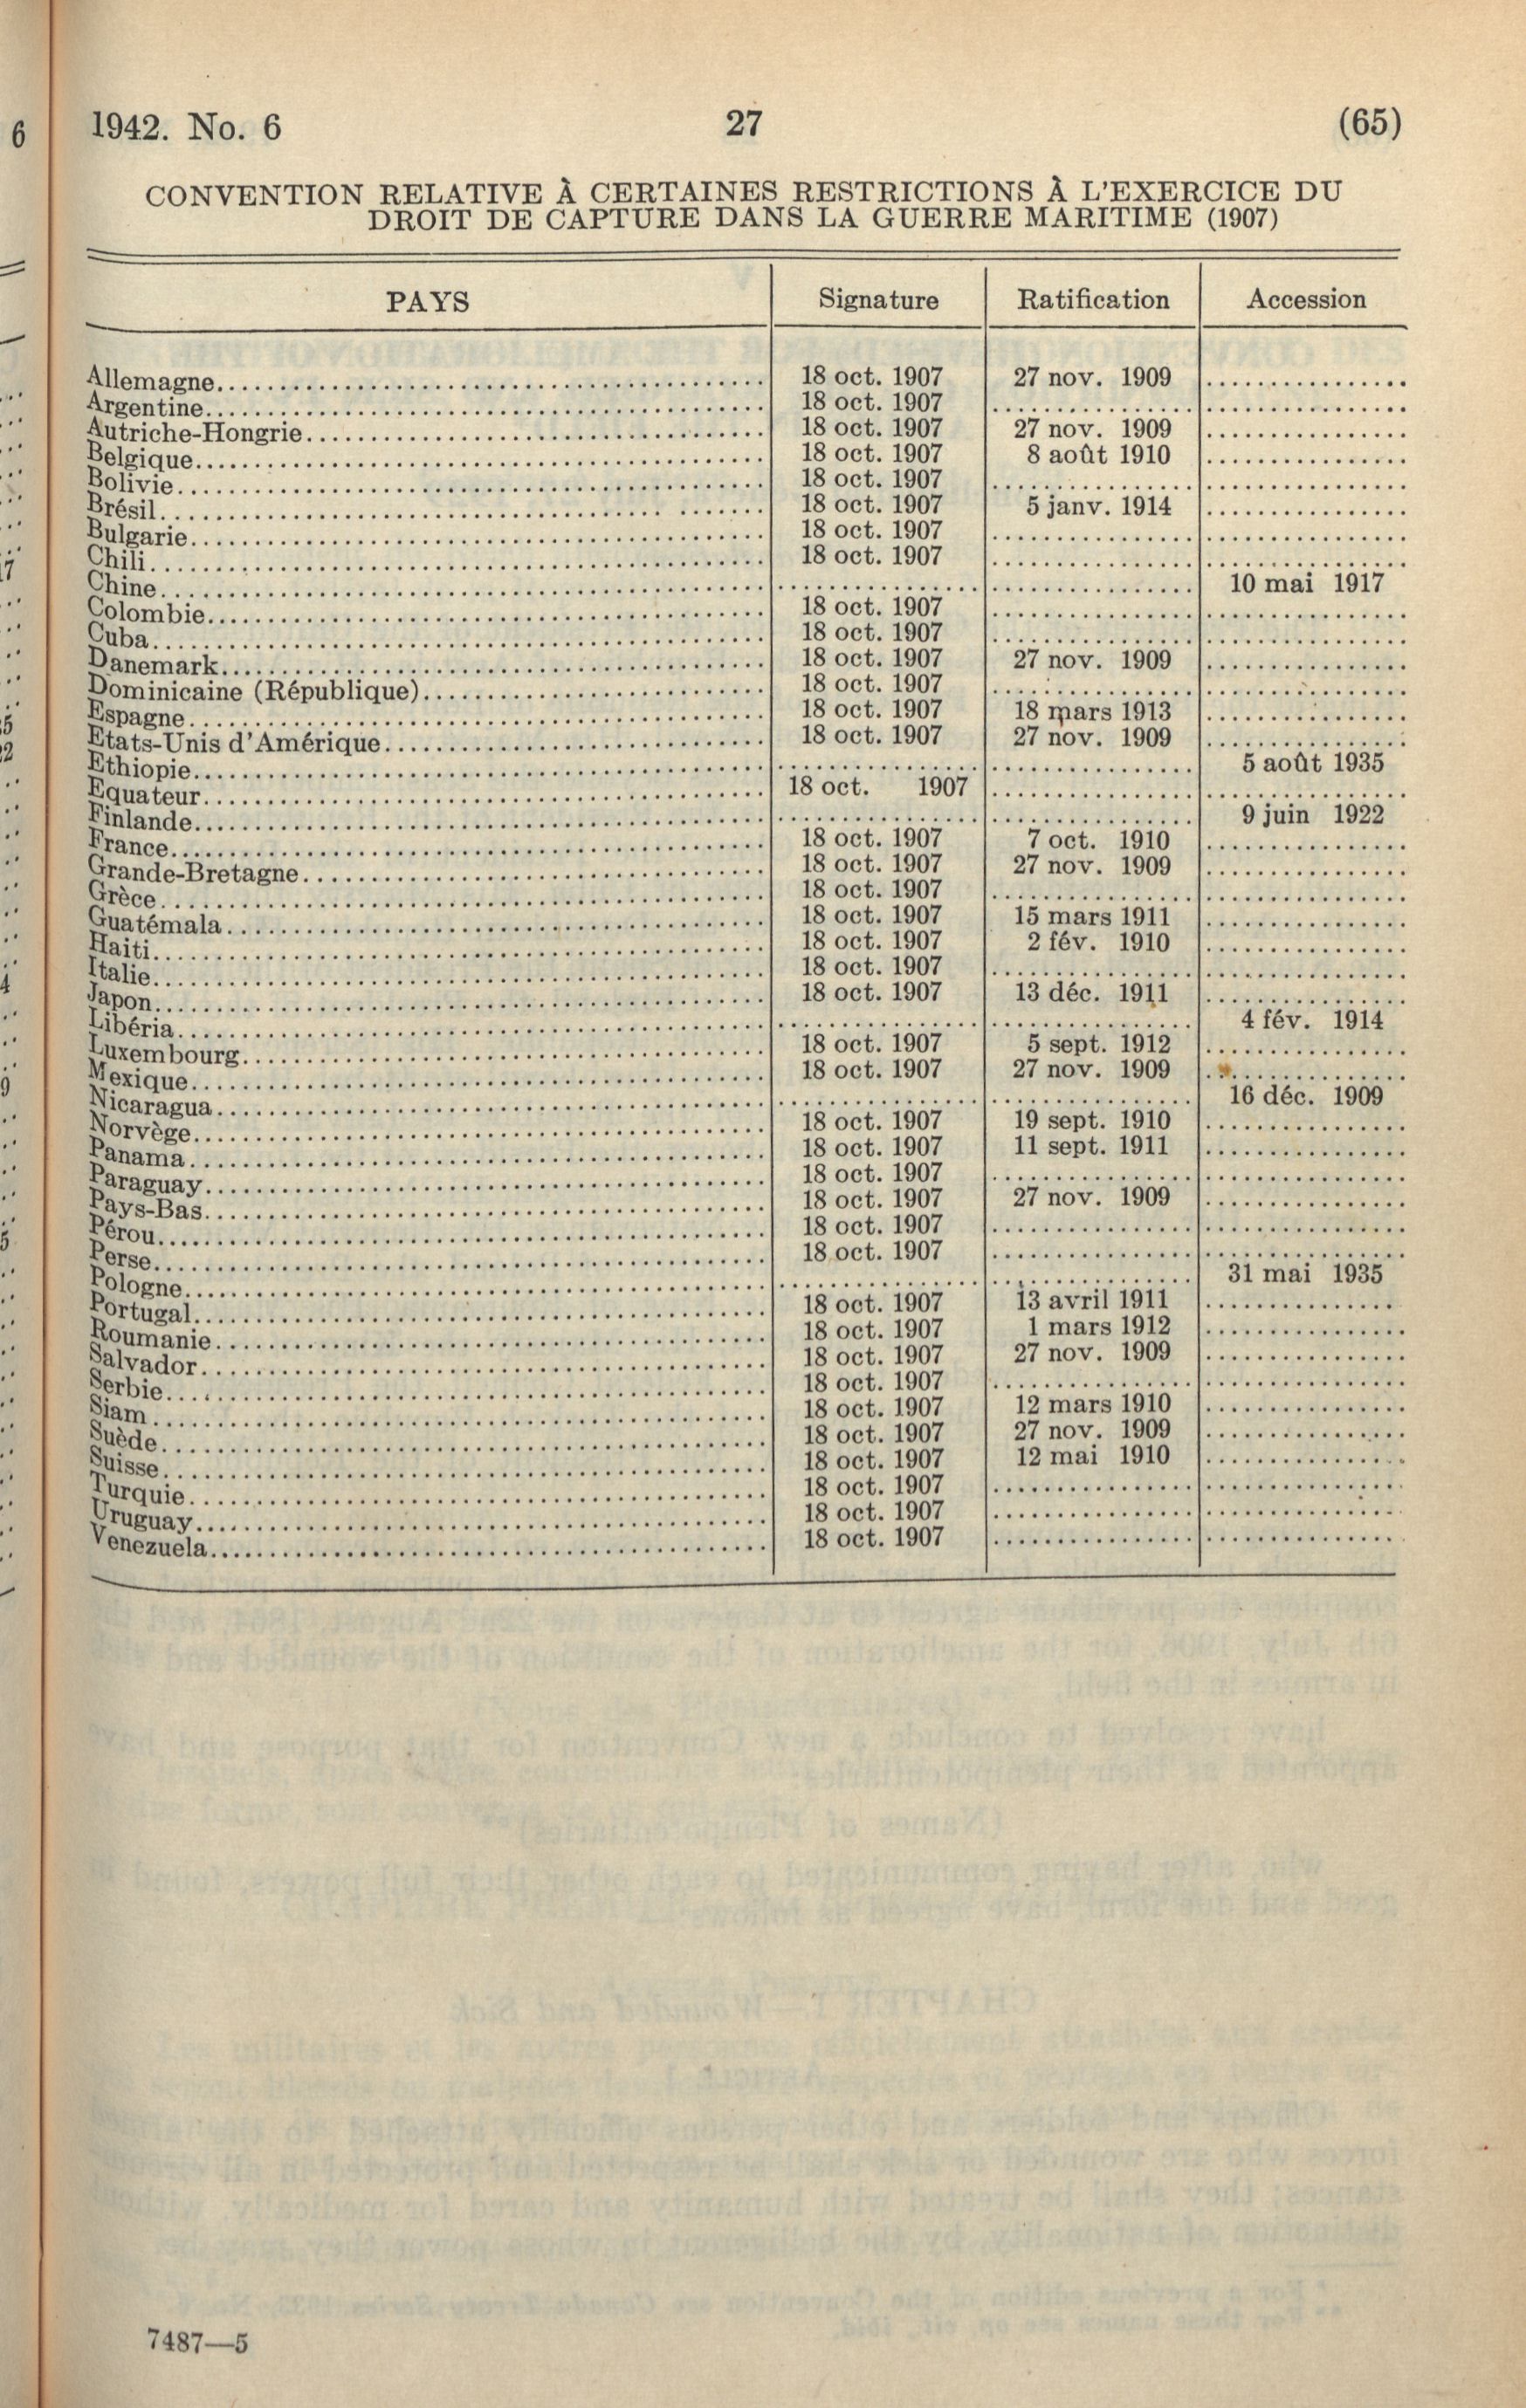 1942. No. 6 27 (65)
CONVENTION RELATIVE À CERTAINES RESTRICTIONS À L'EXERCICE DU
DROIT DE CAPTURE DANS LA GUERRE MARITIME (1907)
PAYS Signature Ratification Accession
Allemagne 18 oct. 1907 27 nov. 1909
Argentine 18 oct. 1907
Autriche-Hongrie 18 oct. 1907 27 nov. 1909
Belgique 18 oct. 1907 8 août 1910
Bolivie 18 oct. 1907
Brésil 18 oct. 1907 5 janv. 1914
Bulgarie 18 oct. 1907
Chili 18 oct. 1907
Chine 10 mai 1917
Colombie 18 oct. 1907
Cuba 18 oct. 1907
Danemark 18 oct. 1907 27 nov. 1909
Dominicaine (République) 18 oct. 1907
Espagne 18 oct. 1907 18 mars 1913
Etats-Unis d'Amérique 18 oct. 1907 27 nov. 1909
Ethiopie 5 août 1935
Equateur 18 oct. 1907
Finlande 9 juin 1922
France 18 oct. 1907 7 oct. 1910
Grande-Bretagne 18 oct. 1907 27 nov. 1909
Grèce 18 oct. 1907
Guatémala 18 oct. 1907 15 mars 1911
Haiti 18 oct. 1907 2 fév. 1910
Italie 18 oct. 1907
Japon 18 oct. 1907 13 déc. 1911
Libéria 4 fév. 1914
Luxembourg 18 oct. 1907 5 sept. 1912
Mexique 18 oct. 1907 27 nov. 1909
Nicaragua 16 déc. 1909
Norvège 18 oct. 1907 19 sept. 1910
Panama 18 oct. 1907 11 sept. 1911
Paraguay 18 oct. 1907
Pays-Bas 18 oct. 1907 27 nov. 1909
Pérou 18 oct. 1907
Perse 18 oct. 1907
Pologne 31 mai 1935
Portugal 18 oct. 1907 13 avril 1911
Roumanie 18 oct. 1907 1 mars 1912
Salvador 18 oct. 1907 27 nov. 1909
Serbie 18 oct. 1907
Siam 18 oct. 1907 12 mars 1910
Suède 18 oct. 1907 27 nov. 1909
Suisse 18 oct. 1907 12 mai 1910
Turquie 18 oct. 1907
Uruguay 18 oct. 1907
Venezuela 18 oct. 1907
7487—5